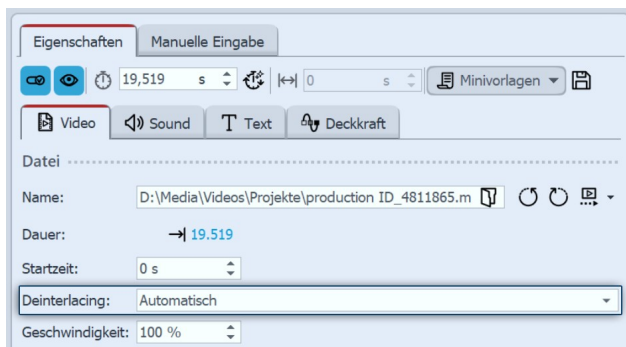 Eigenschaften Manuelle Eingabe
19,519 s 0 s Minivorlagen
Video Sound Text Deckkraft
Datei
Name: D:\Media\Videos\Projekte\production ID_4811865.m
Dauer: 19.519
Startzeit: 0 s
Deinterlacing: Automatisch
Geschwindigkeit: 100 %